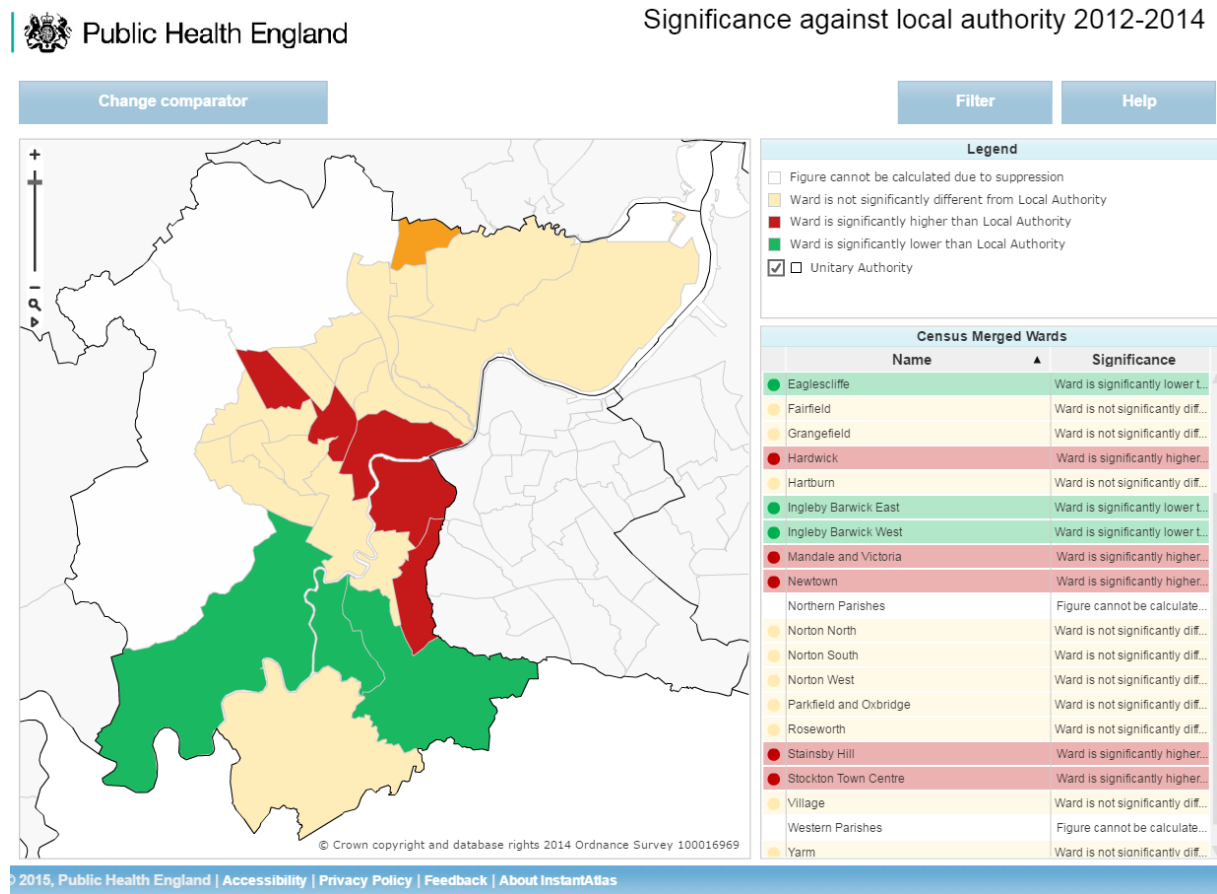 Public Health England
Significance against local authority 2012-2014
Change comparator
Filter
Help
Legend
Figure cannot be calculated due to suppression
Ward is not significantly different from Local Authority
Ward is significantly higher than Local Authority
Ward is significantly lower than Local Authority
Unitary Authority
Census Merged Wards
Name ▲ Significance
Eaglescliffe Ward is significantly lower t...
Fairfield Ward is not significantly diff...
Grangefield Ward is not significantly diff...
Hardwick Ward is significantly higher...
Hartburn Ward is not significantly diff...
Ingleby Barwick East Ward is significantly lower t...
Ingleby Barwick West Ward is significantly lower t...
Mandale and Victoria Ward is significantly higher...
Newtown Ward is significantly higher...
Northern Parishes Figure cannot be calculate...
Norton North Ward is not significantly diff...
Norton South Ward is not significantly diff...
Norton West Ward is not significantly diff...
Parkfield and Oxbridge Ward is not significantly diff...
Roseworth Ward is not significantly diff...
Stainsby Hill Ward is significantly higher...
Stockton Town Centre Ward is significantly higher...
Village Ward is not significantly diff...
Western Parishes Figure cannot be calculate...
Yarm Ward is not significantly diff...
© Crown copyright and database rights 2014 Ordnance Survey 100016969
© 2015, Public Health England | Accessibility | Privacy Policy | Feedback | About InstantAtlas